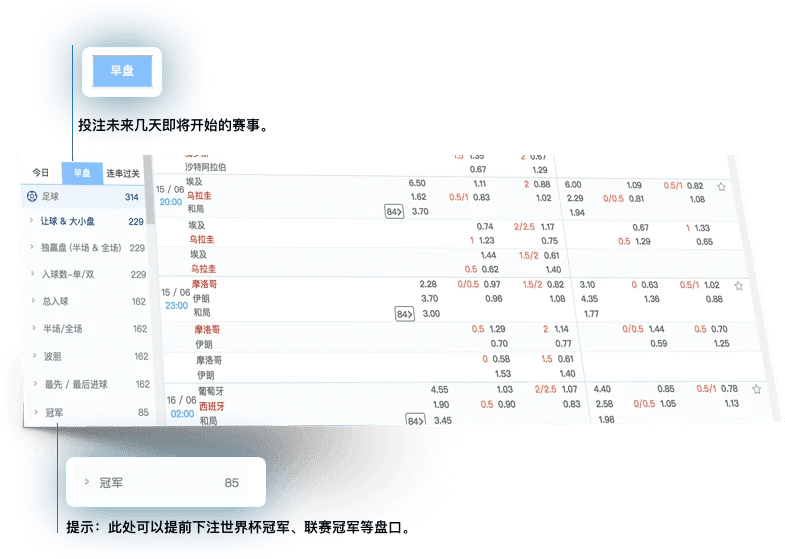 早盘
投注未来几天即将开始的赛事。
今日 早盘 连串过关
足球 314
让球 & 大小盘 229
独赢盘 (半场 & 全场) 229
入球数-单/双 229
总入球 162
半场/全场 162
波胆 162
最先 / 最后进球 162
冠军 85
1.5 1.35 2 0.67
沙特阿拉伯 0.67 1.29
15 / 06
20:00
埃及 6.50 1.11 2 0.88 6.00 1.09 0.5/1 0.82
乌拉圭 1.62 0.5/1 0.83 1.02 2.29 0/0.5 0.81 1.08
和局 84> 3.70 1.94
埃及 0.74 2/2.5 1.17 0.67 1 1.33
乌拉圭 1 1.23 0.75 0.5 1.29 0.65
埃及 1.44 1.5/2 0.61
乌拉圭 0.5 0.62 1.40
15 / 06
23:00
摩洛哥 2.28 0/0.5 0.97 1.5/2 0.82 3.10 0 0.63 0.5/1 1.02
伊朗 3.70 0.96 1.08 4.35 1.36 0.88
和局 84> 3.00 1.77
摩洛哥 0.5 1.29 2 1.14 0/0.5 1.44 0.5 0.70
伊朗 0.70 0.77 0.59 1.25
摩洛哥 0 0.58 1.5 0.61
伊朗 1.53 1.40
16 / 06
02:00
葡萄牙 4.55 1.03 2/2.5 1.07 4.40 0.85 0.5/1 0.78
西班牙 1.90 0.5 0.90 0.83 2.58 0/0.5 1.05 1.13
和局 84> 3.45 1.98
冠军 85
提示：此处可以提前下注世界杯冠军、联赛冠军等盘口。